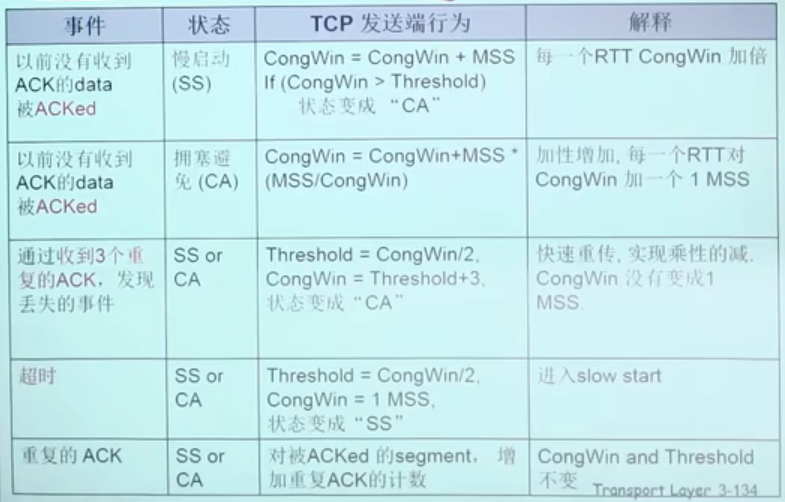 事件 状态 TCP 发送端行为 解释
以前没有收到
ACK的data
被ACKed
慢启动
(SS)
CongWin = CongWin + MSS
If (CongWin > Threshold)
状态变成 “CA”
每一个RTT CongWin 加倍
以前没有收到
ACK的data
被ACKed
拥塞避
免 (CA)
CongWin = CongWin+MSS *
(MSS/CongWin)
加性增加, 每一个RTT对
CongWin 加一个 1 MSS
通过收到3个重
复的ACK，发现
丢失的事件
SS or
CA
Threshold = CongWin/2,
CongWin = Threshold+3,
状态变成“CA”
快速重传, 实现乘性的减.
CongWin 没有变成1
MSS.
超时
SS or
CA
Threshold = CongWin/2,
CongWin = 1 MSS,
状态变成“SS”
进入slow start
重复的 ACK
SS or
CA
对被ACKed 的segment， 增
加重复ACK的计数
CongWin and Threshold
不变
Transport Layer 3-134